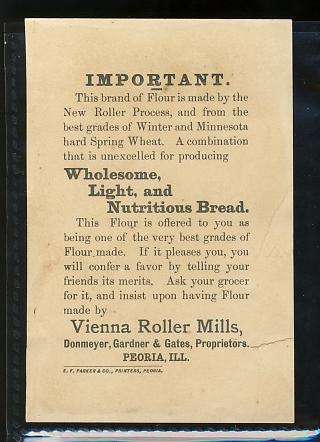 IMPORTANT.
This brand of Flour is made by the
New Roller Process, and from the
best grades of Winter and Minnesota
hard Spring Wheat. A combination
that is unexcelled for producing
Wholesome,
Light, and
Nutritious Bread.
This Flour is offered to you as
being one of the very best grades of
Flour made. If it pleases you, you
will confer a favor by telling your
friends its merits. Ask your grocer
for it, and insist upon having Flour
made by
Vienna Roller Mills,
Donmeyer, Gardner & Gates, Proprietors.
PEORIA, ILL.
E. F. PARKER & CO., PRINTERS, PEORIA.